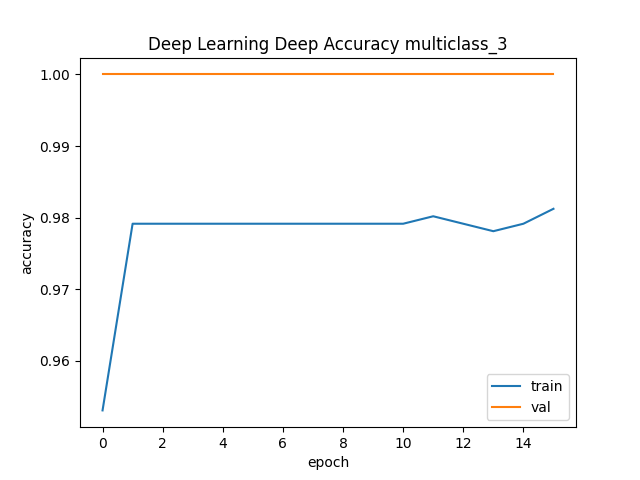 Deep Learning Deep Accuracy multiclass_3
1.00
0.99
0.98
0.97
0.96
accuracy
0 2 4 6 8 10 12 14
epoch
train
val